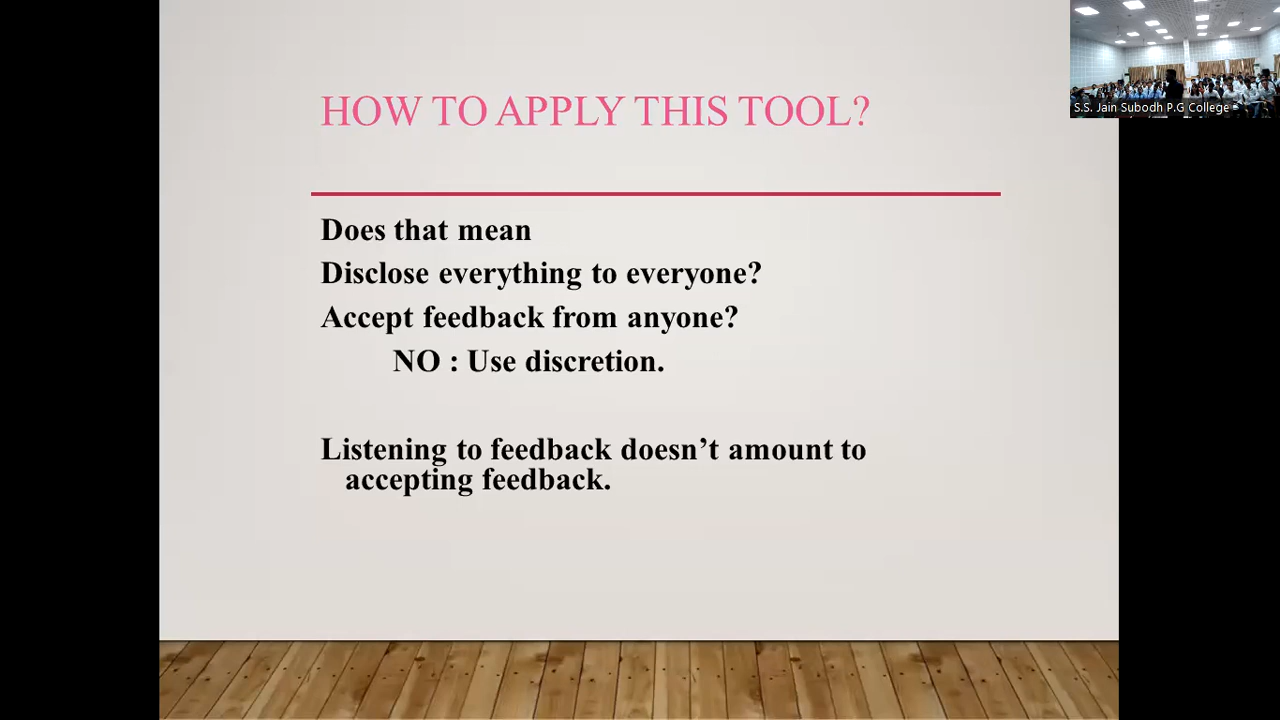 HOW TO APPLY THIS TOOL?
Does that mean
Disclose everything to everyone?
Accept feedback from anyone?
NO : Use discretion.
Listening to feedback doesn’t amount to
accepting feedback.
S.S. Jain Subodh P.G College